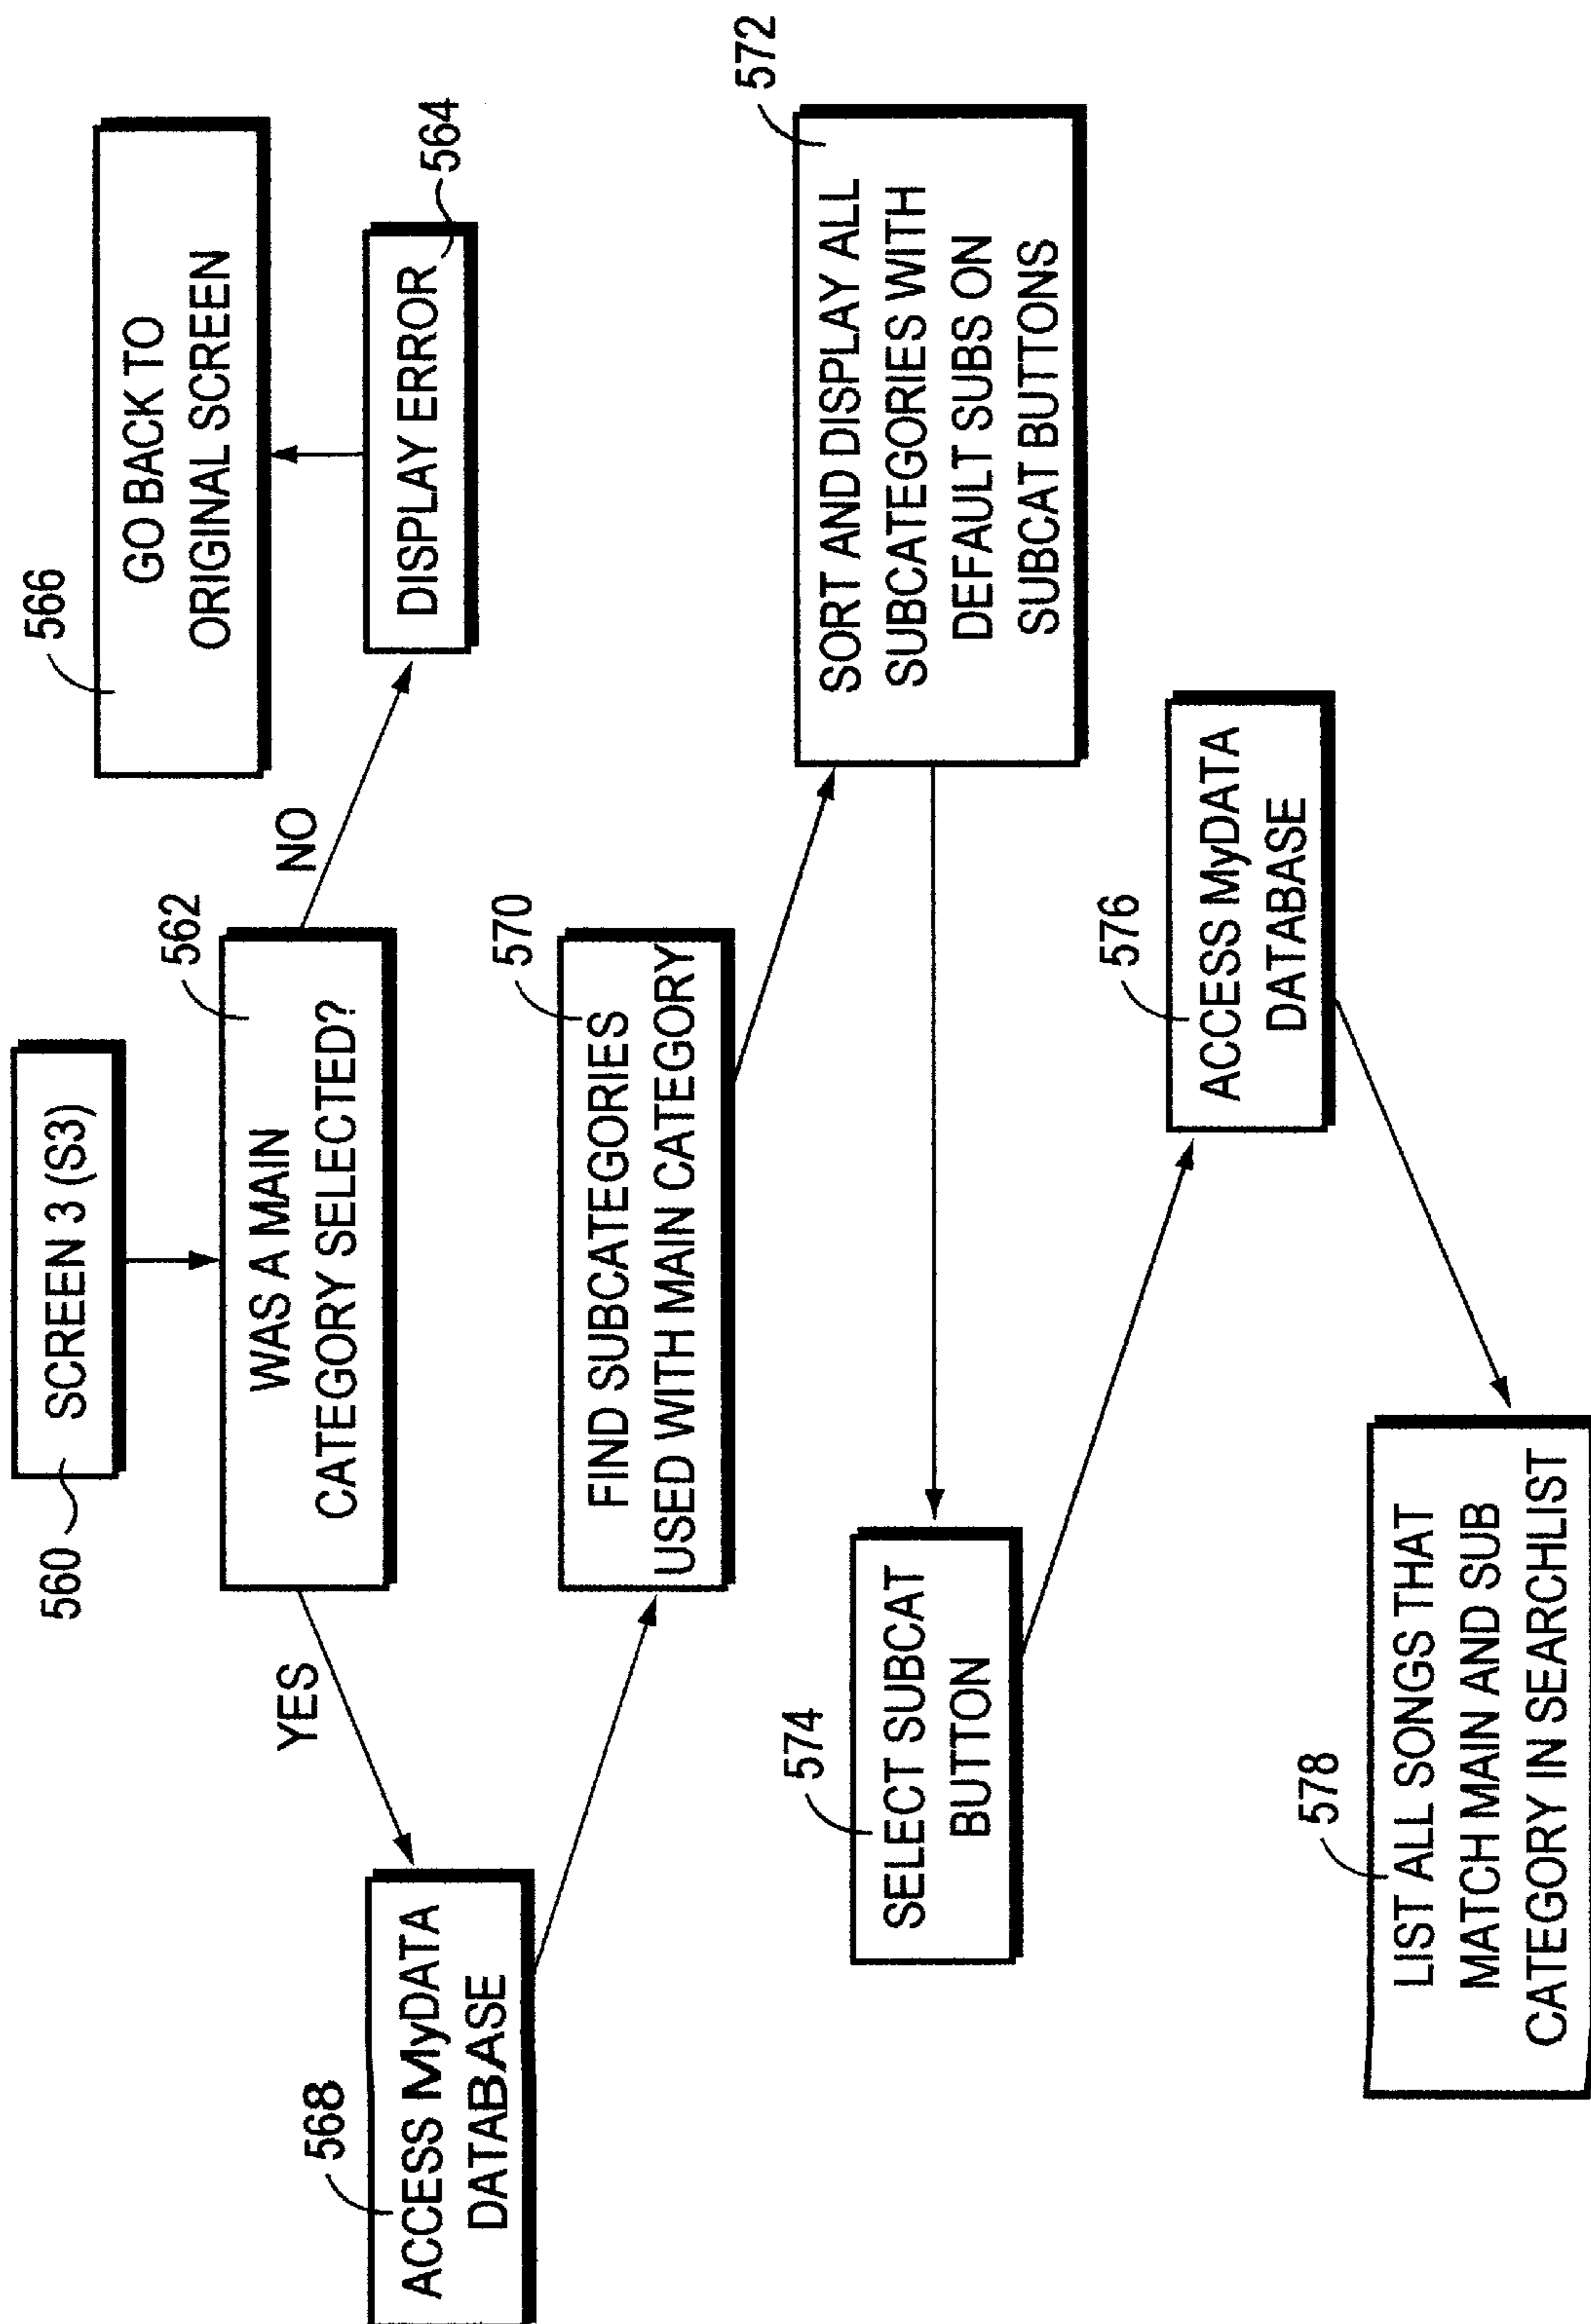 560
SCREEN 3 (S3)
562
WAS A MAIN
CATEGORY SELECTED?
YES
NO
566
GO BACK TO
ORIGINAL SCREEN
564
DISPLAY ERROR
568
ACCESS MyDATA
DATABASE
570
FIND SUBCATEGORIES
USED WITH MAIN CATEGORY
572
SORT AND DISPLAY ALL
SUBCATEGORIES WITH
DEFAULT SUBS ON
SUBCAT BUTTONS
574
SELECT SUBCAT
BUTTON
576
ACCESS MyDATA
DATABASE
578
LIST ALL SONGS THAT
MATCH MAIN AND SUB
CATEGORY IN SEARCHLIST